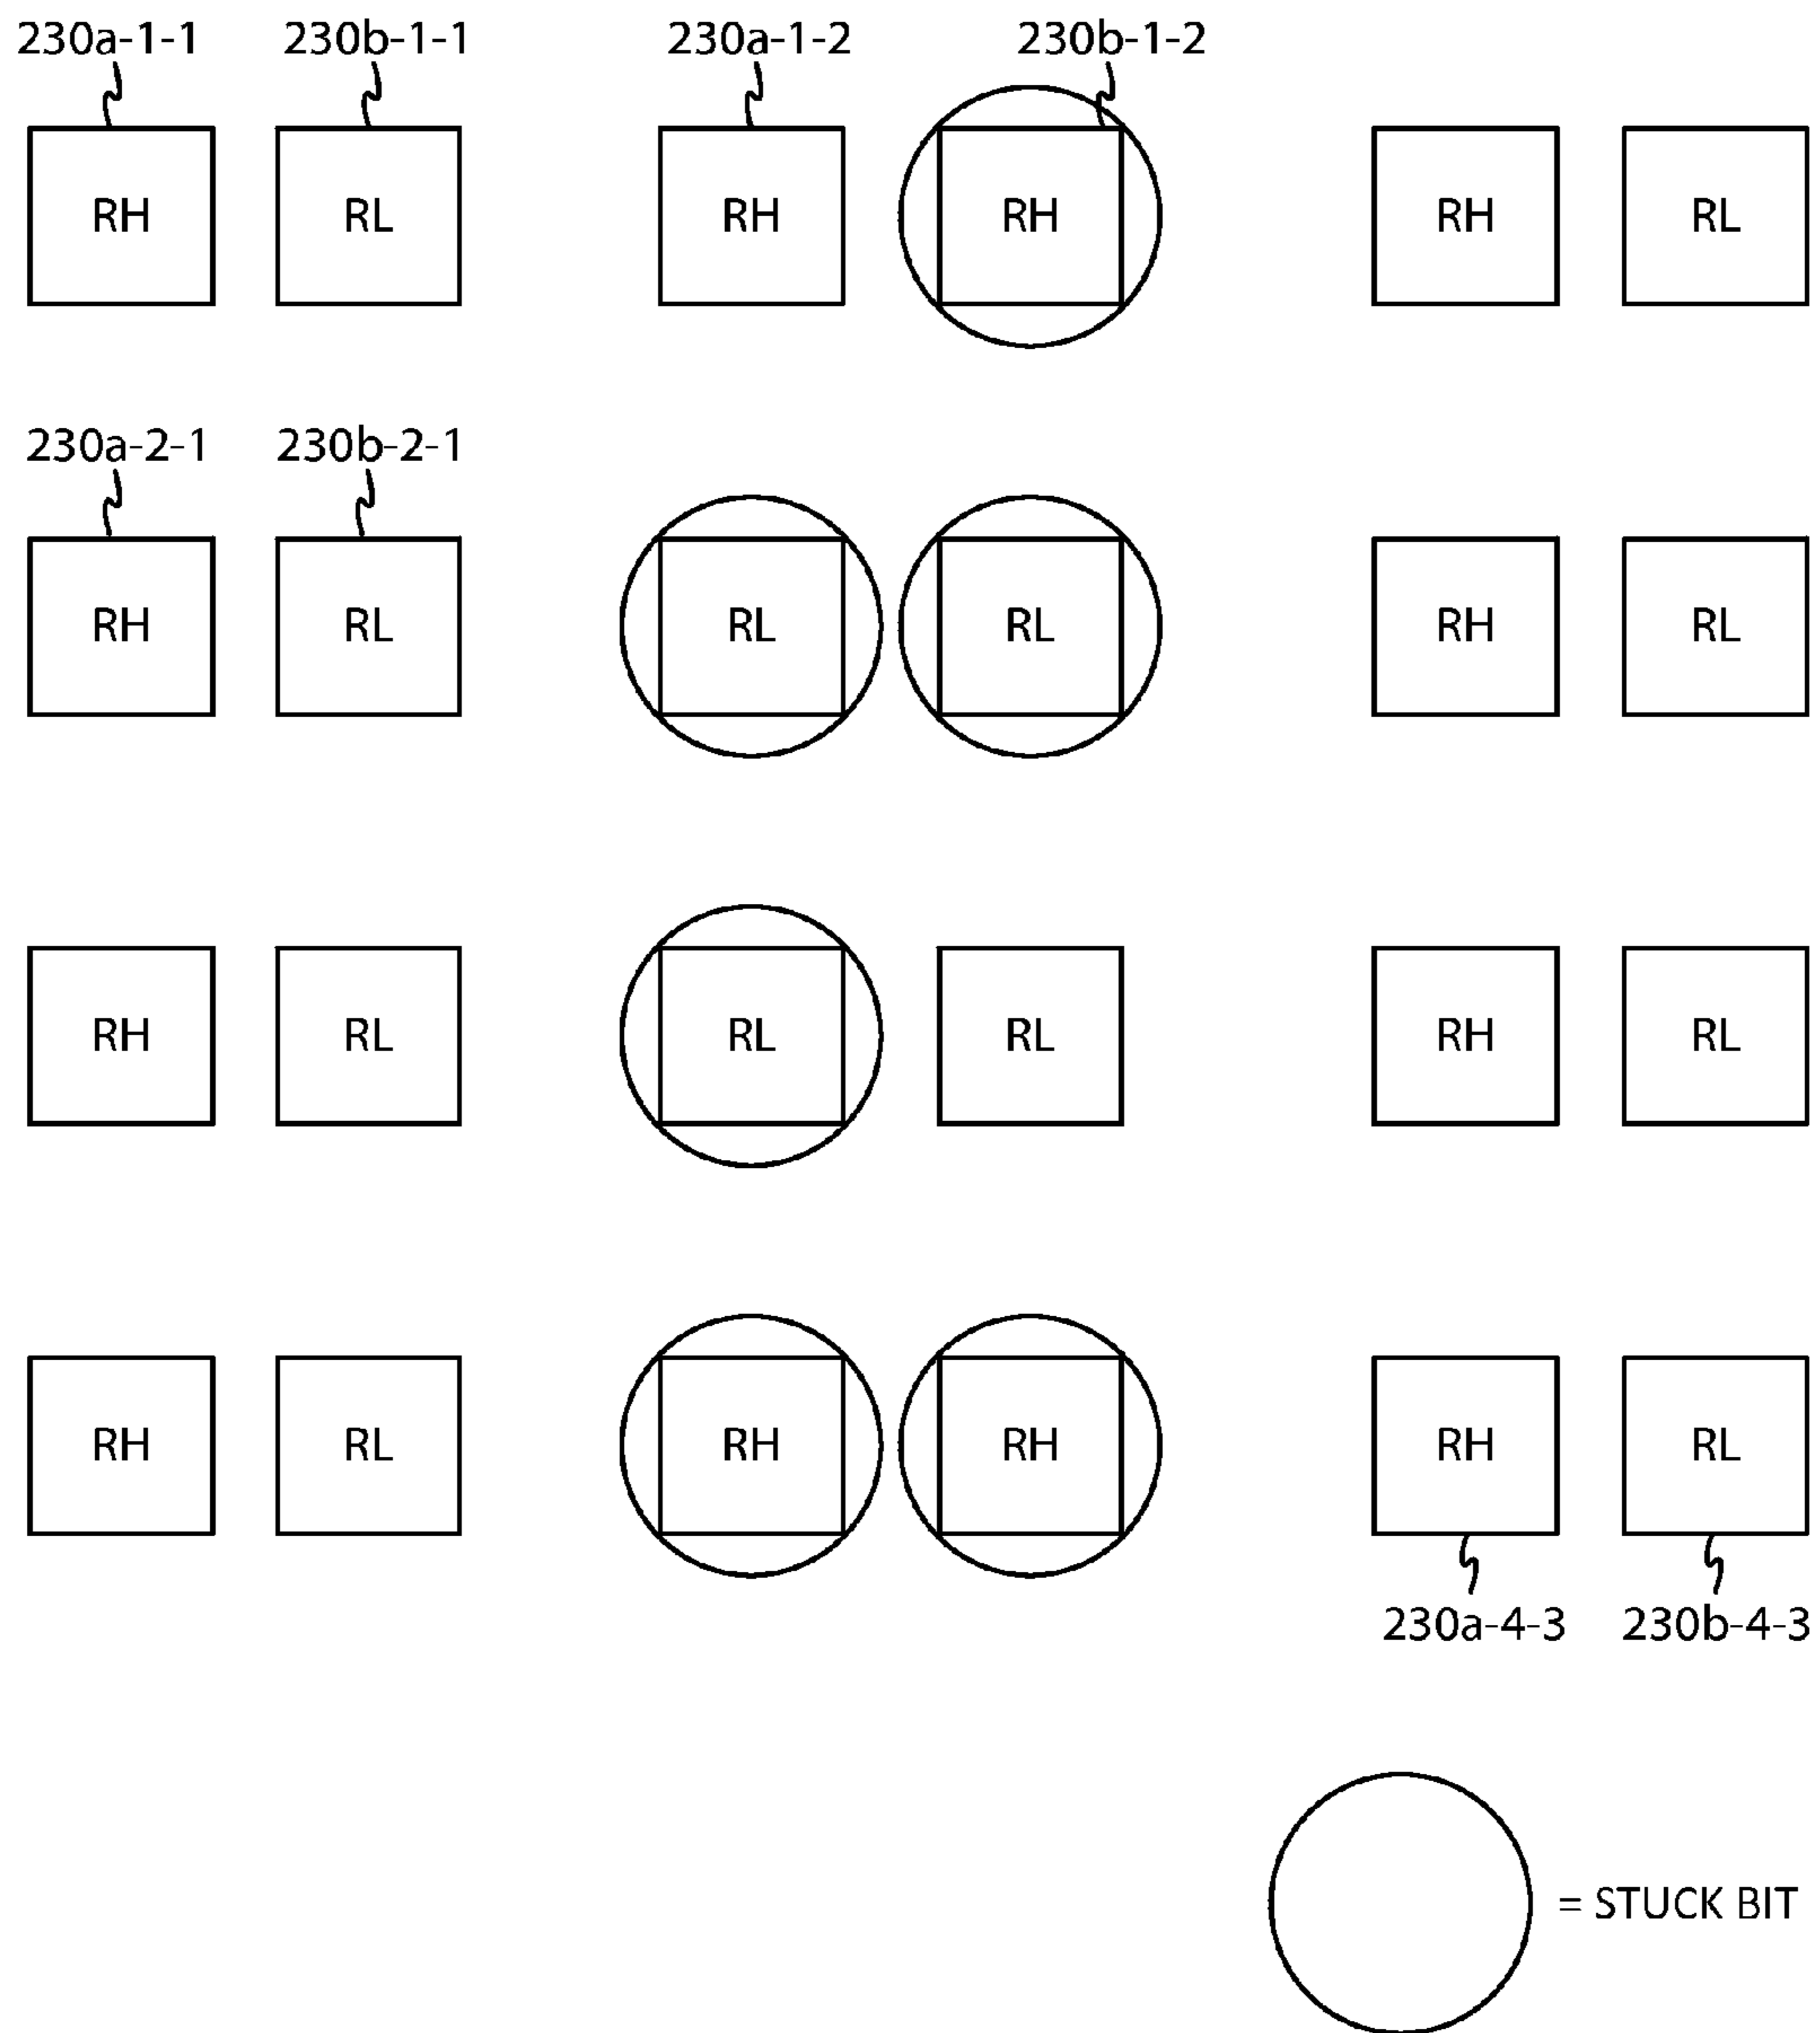 230a-1-1 230b-1-1 230a-1-2 230b-1-2
RH RL RH RH RH RL
230a-2-1 230b-2-1
RH RL RL RL RH RL
RH RL RL RL RH RL
RH RL RH RH RH RL
230a-4-3 230b-4-3
= STUCK BIT